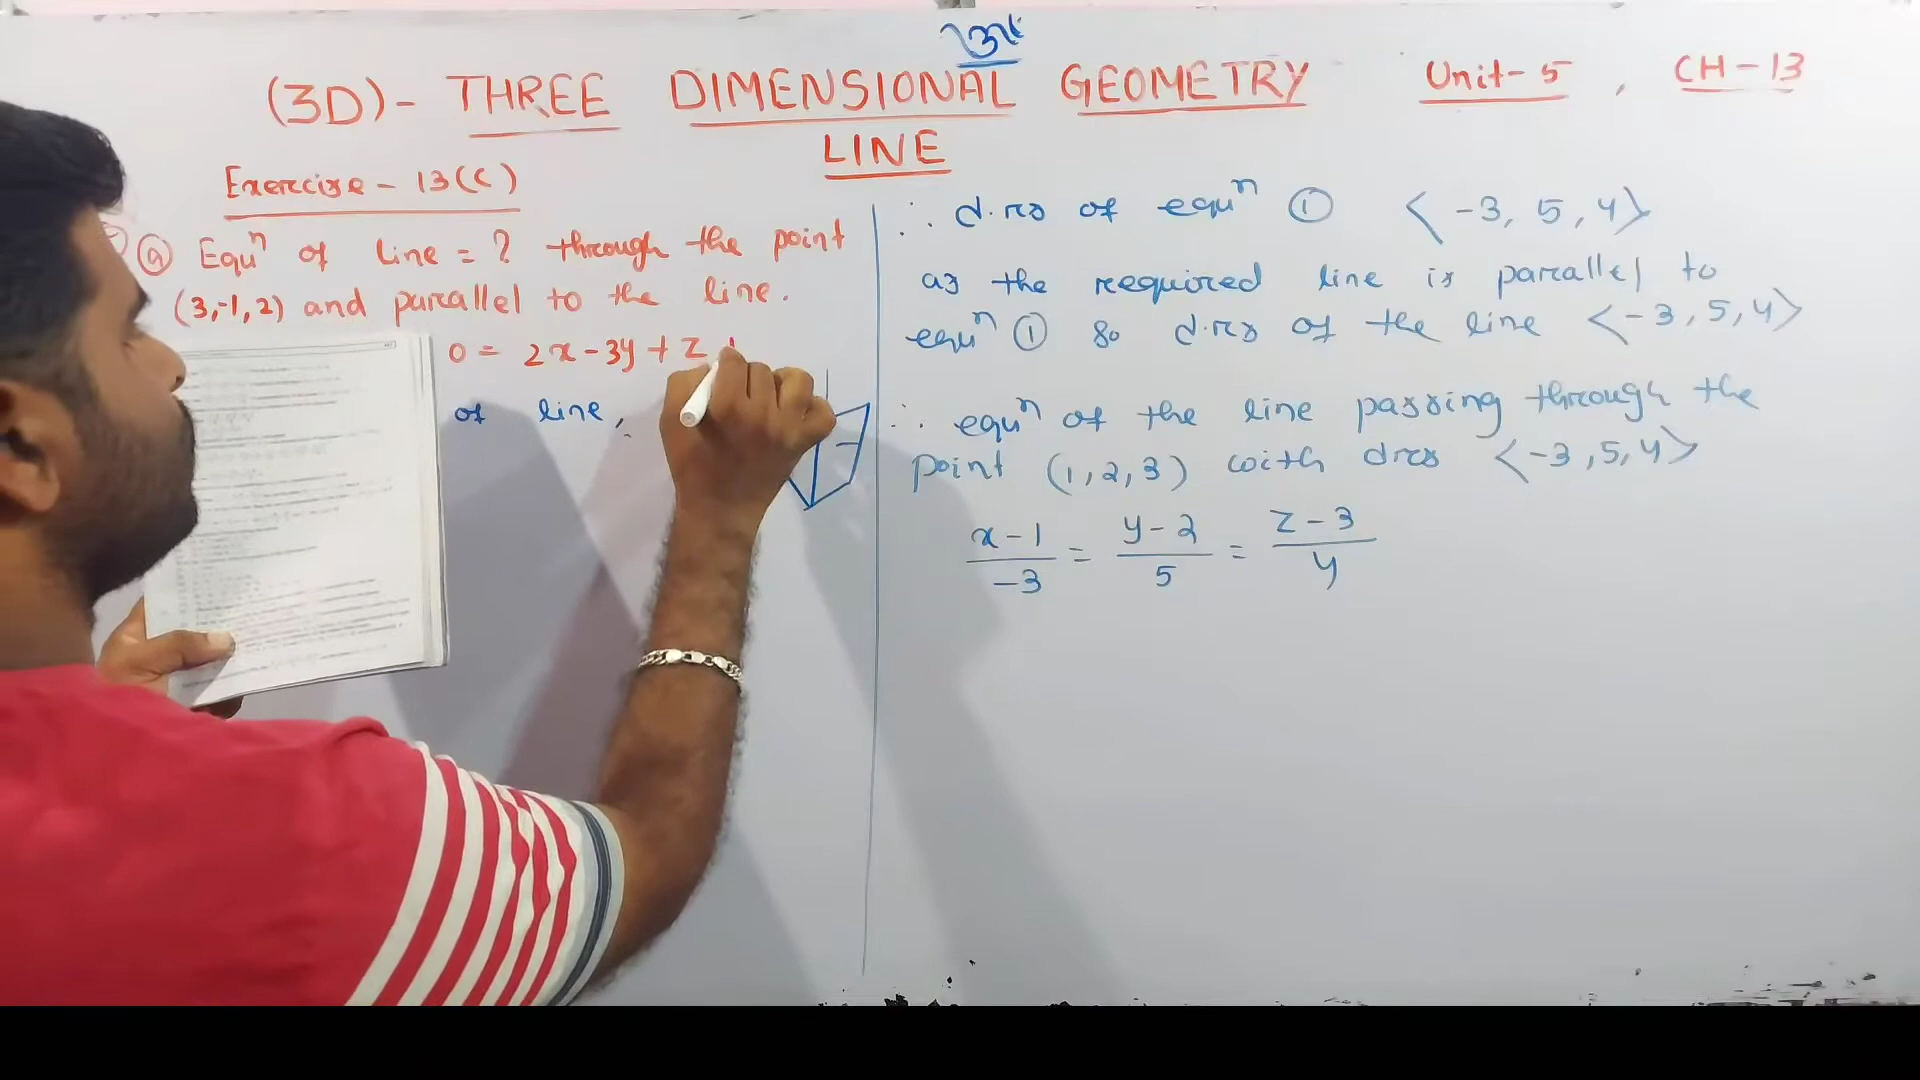 (3D)- THREE DIMENSIONAL GEOMETRY Unit-5, CH-13
LINE
Exercise - 13(C)
(a) Equⁿ of line = ? through the point
(3,-1,2) and parallel to the line.
0 = 2x - 3y + z
of line,
∴ d.rs of equⁿ ① < -3, 5, 4 >
as the required line is parallel to
equⁿ ① so d.rs of the line < -3, 5, 4 >
∴ equⁿ of the line passing through the
point (1, 2, 3) with drs < -3, 5, 4 >
(x - 1)/(-3) = (y - 2)/5 = (z - 3)/4